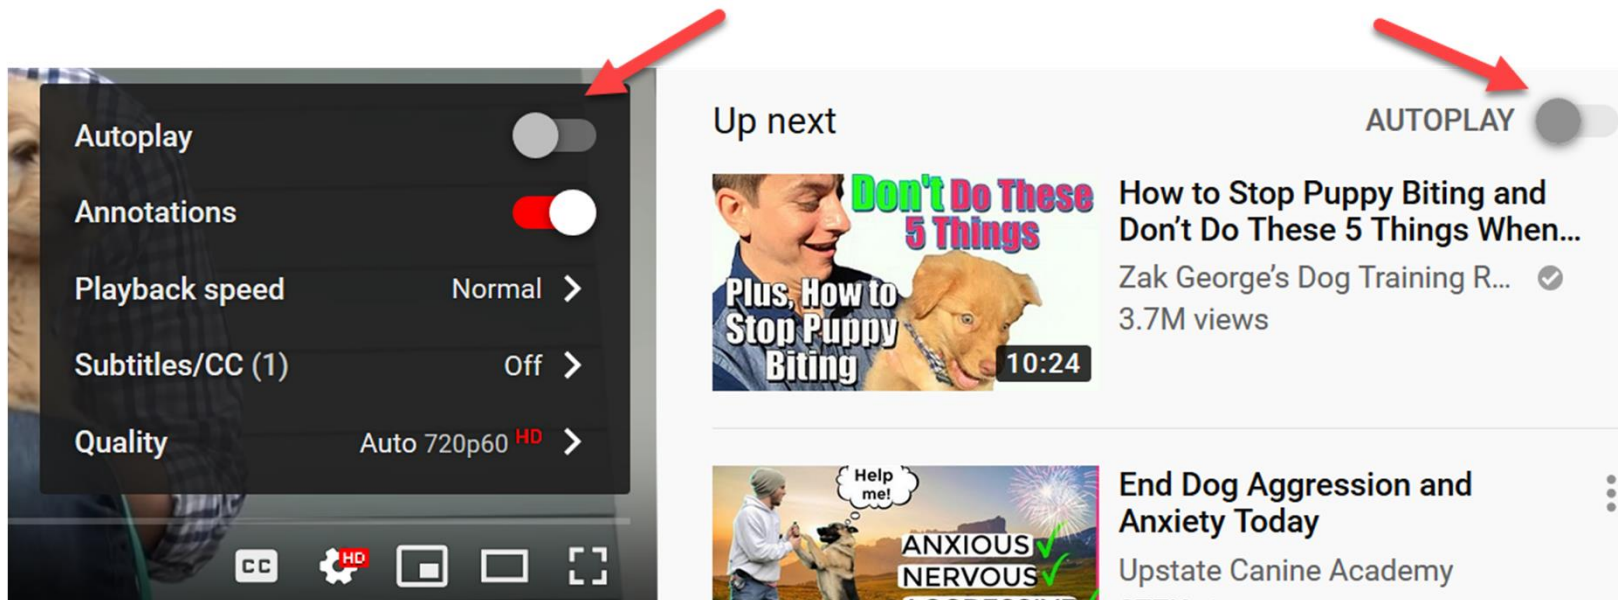 Autoplay
Annotations
Playback speed Normal
Subtitles/CC (1) Off
Quality Auto 720p60 HD
CC
HD
Up next
AUTOPLAY
Don't Do These
5 Things
Plus, How to
Stop Puppy
Biting
10:24
How to Stop Puppy Biting and
Don't Do These 5 Things When...
Zak George's Dog Training R...
3.7M views
Help
me!
ANXIOUS
NERVOUS
End Dog Aggression and
Anxiety Today
Upstate Canine Academy